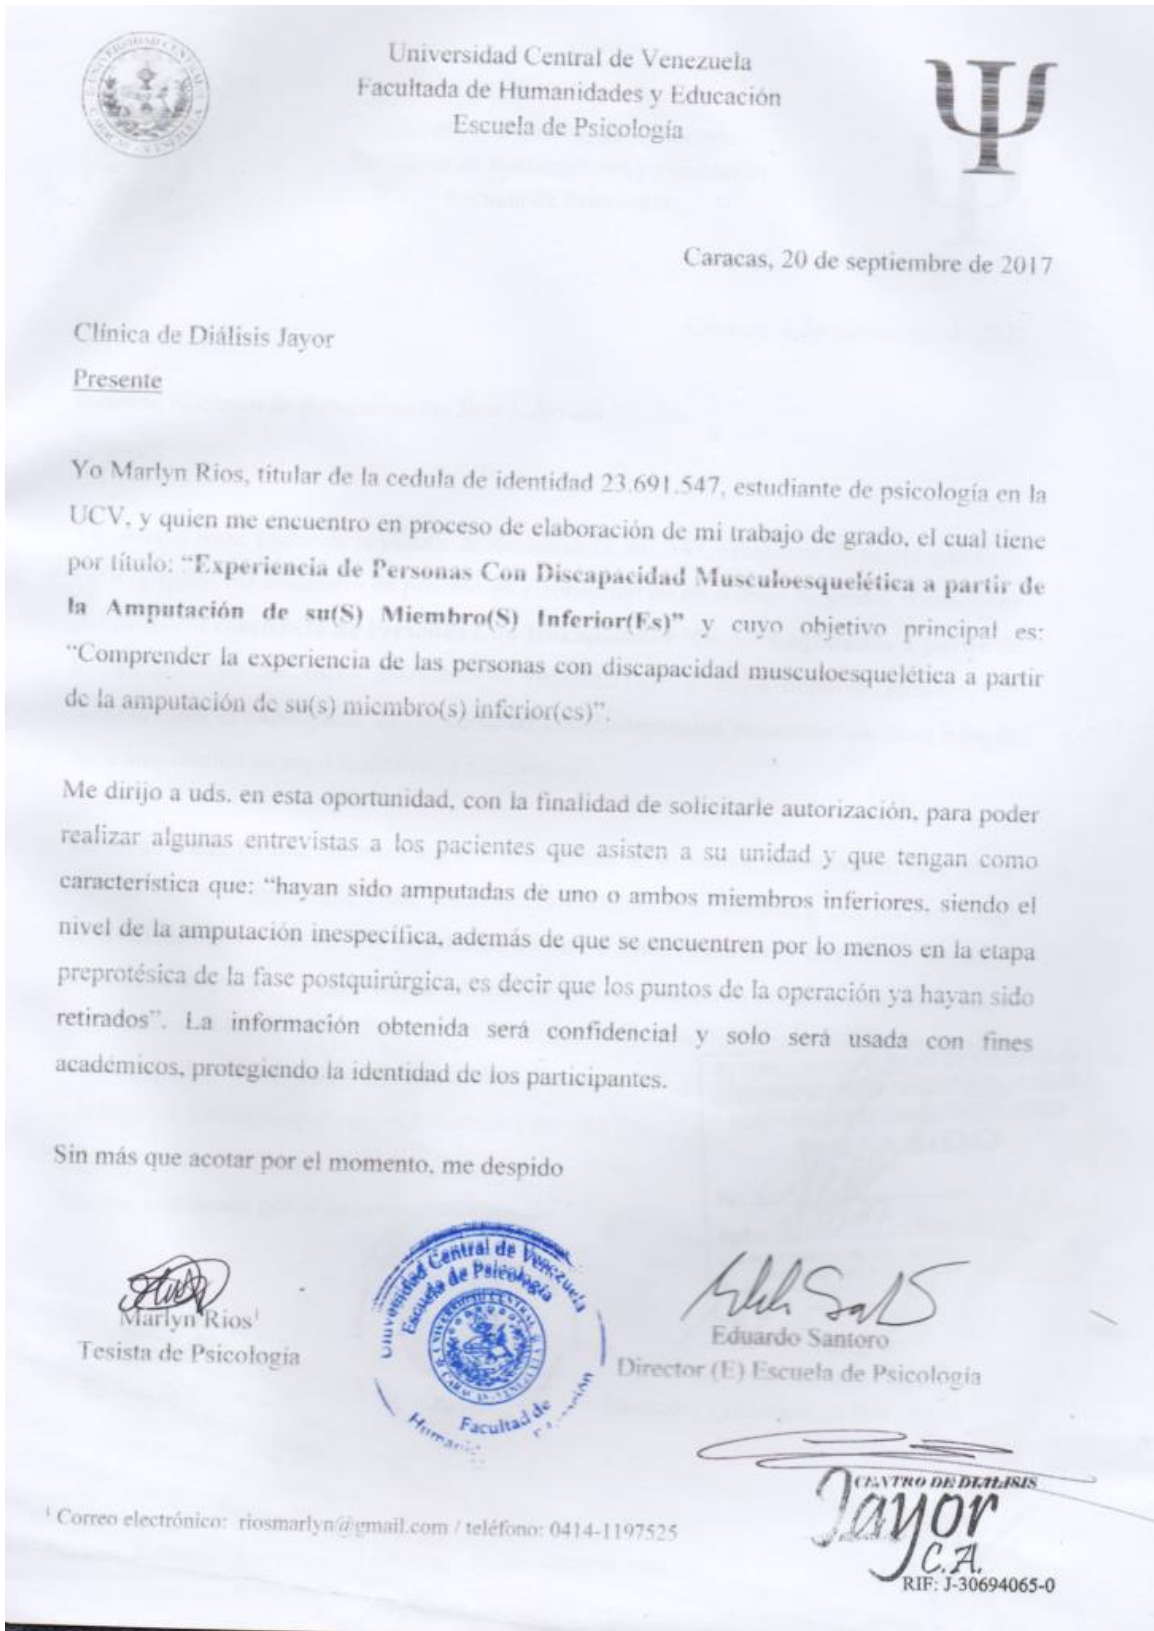 Universidad Central de Venezuela
Facultada de Humanidades y Educación
Escuela de Psicología
Caracas, 20 de septiembre de 2017
Clínica de Diálisis Jayor
Presente
Yo Marlyn Rios, titular de la cedula de identidad 23.691.547, estudiante de psicología en la
UCV, y quien me encuentro en proceso de elaboración de mi trabajo de grado, el cual tiene
por título: “Experiencia de Personas Con Discapacidad Musculoesquelética a partir de
la Amputación de su(S) Miembro(S) Inferior(Es)” y cuyo objetivo principal es:
“Comprender la experiencia de las personas con discapacidad musculoesquelética a partir
de la amputación de su(s) miembro(s) inferior(es)”.
Me dirijo a uds. en esta oportunidad, con la finalidad de solicitarle autorización, para poder
realizar algunas entrevistas a los pacientes que asisten a su unidad y que tengan como
característica que: “hayan sido amputadas de uno o ambos miembros inferiores, siendo el
nivel de la amputación inespecífica, además de que se encuentren por lo menos en la etapa
preprotésica de la fase postquirúrgica, es decir que los puntos de la operación ya hayan sido
retirados”. La información obtenida será confidencial y solo será usada con fines
académicos, protegiendo la identidad de los participantes.
Sin más que acotar por el momento, me despido
Marlyn Rios¹
Tesista de Psicología
Universidad Central de Venezuela
Escuela de Psicología
UNIVERSIDAD CENTRAL DE
CARACAS-VENEZUELA
Facultad de
Eduardo Santoro
Director (E) Escuela de Psicología
CENTRO DE DIALISIS
Jayor
C.A.
RIF: J-30694065-0
¹ Correo electrónico: riosmarlyn@gmail.com / teléfono: 0414-1197525